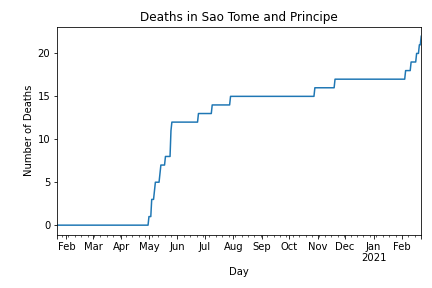 Deaths in Sao Tome and Principe
Number of Deaths
20
15
10
5
0
Feb Mar Apr May Jun Jul Aug Sep Oct Nov Dec Jan Feb
2021
Day